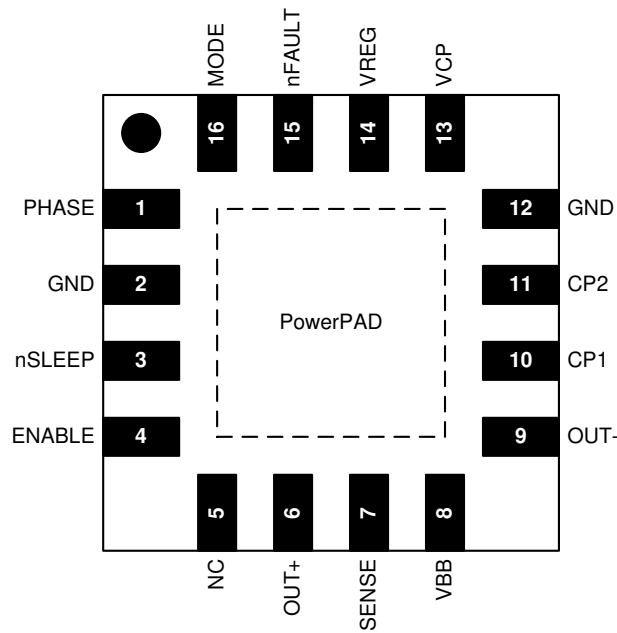 MODE
nFAULT
VREG
VCP
16
15
14
13
PHASE 1
12 GND
GND 2
11 CP2
PowerPAD
nSLEEP 3
10 CP1
ENABLE 4
9 OUT-
5
6
7
8
NC
OUT+
SENSE
VBB